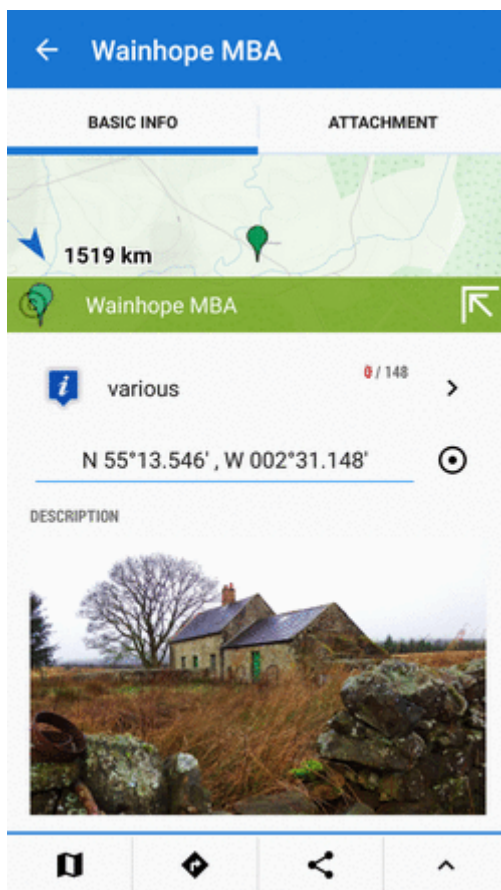 Wainhope MBA
BASIC INFO
ATTACHMENT
1519 km
Wainhope MBA
various
0 / 148
N 55°13.546' , W 002°31.148'
DESCRIPTION